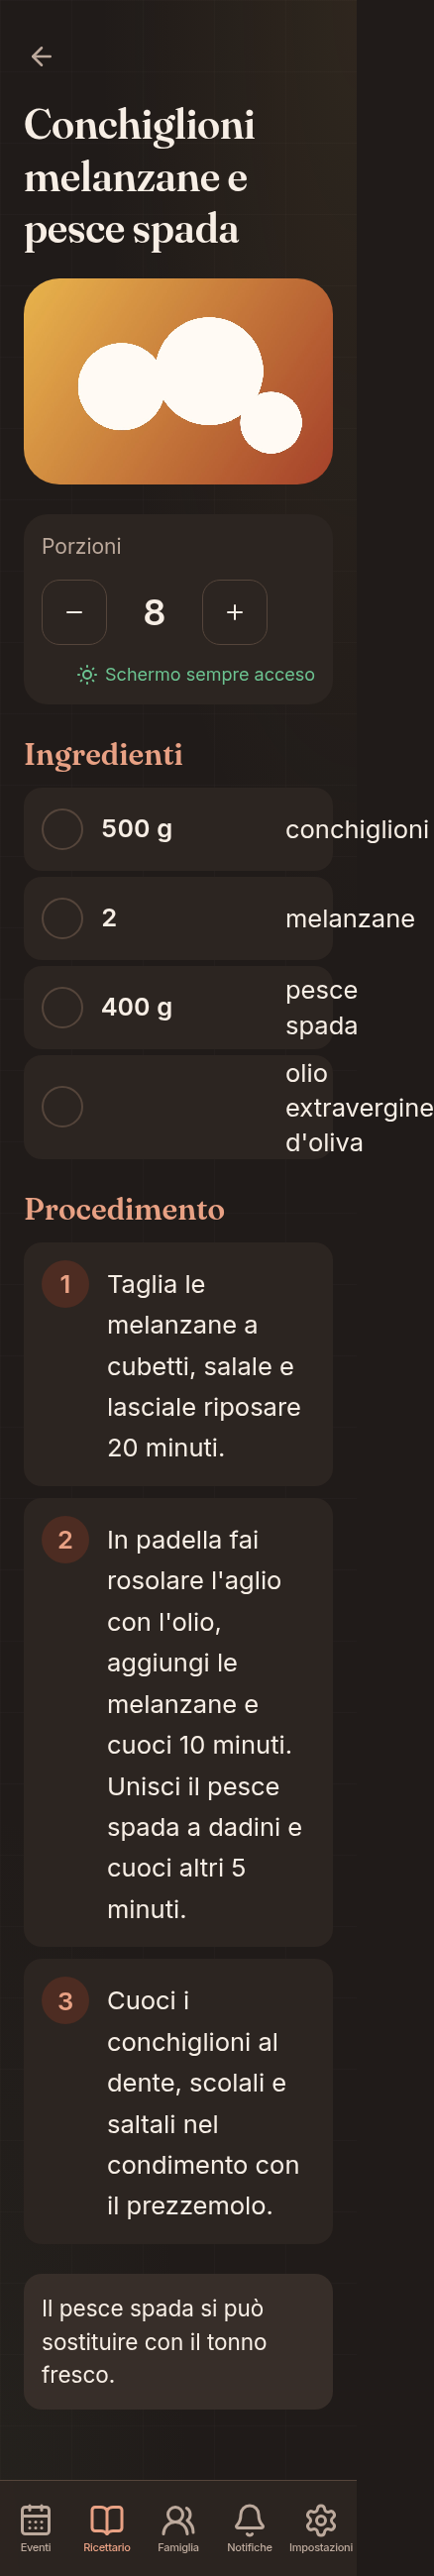 Conchiglioni
melanzane e
pesce spada
Porzioni
− 8 +
Schermo sempre acceso
Ingredienti
500 g conchiglioni
2 melanzane
400 g pesce
spada
olio
extravergine
d'oliva
Procedimento
1 Taglia le
melanzane a
cubetti, salale e
lasciale riposare
20 minuti.
2 In padella fai
rosolare l'aglio
con l'olio,
aggiungi le
melanzane e
cuoci 10 minuti.
Unisci il pesce
spada a dadini e
cuoci altri 5
minuti.
3 Cuoci i
conchiglioni al
dente, scolali e
saltali nel
condimento con
il prezzemolo.
Il pesce spada si può
sostituire con il tonno
fresco.
Eventi Ricettario Famiglia Notifiche Impostazioni